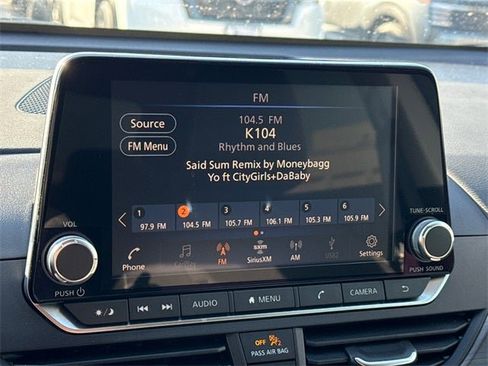 FM
104.5 FM
Source
K104
FM Menu
Rhythm and Blues
Said Sum Remix by Moneybagg
Yo ft CityGirls+DaBaby
1 2 3 4 5 6
97.9 FM 104.5 FM 105.7 FM 106.1 FM 105.3 FM 105.9 FM
VOL
TUNE·SCROLL
Phone FM SiriusXM AM USB Settings
sxm
PUSH
PUSH SOUND
AUDIO MENU CAMERA
OFF
PASS AIR BAG